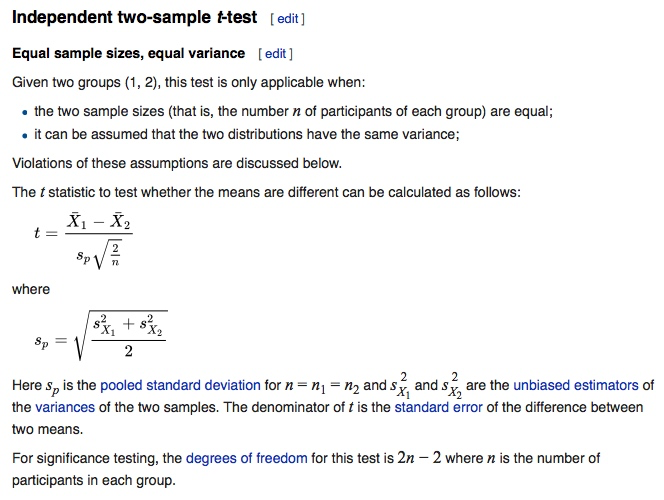 Independent two-sample t-test [edit]
Equal sample sizes, equal variance [edit]
Given two groups (1, 2), this test is only applicable when:
• the two sample sizes (that is, the number n of participants of each group) are equal;
• it can be assumed that the two distributions have the same variance;
Violations of these assumptions are discussed below.
The t statistic to test whether the means are different can be calculated as follows:
t = \frac{\bar{X}_1 - \bar{X}_2}{s_p \sqrt{\frac{2}{n}}}
where
s_p = \sqrt{\frac{s_{X_1}^2 + s_{X_2}^2}{2}}
Here s_p is the pooled standard deviation for n = n_1 = n_2 and s_{X_1}^2 and s_{X_2}^2 are the unbiased estimators of
the variances of the two samples. The denominator of t is the standard error of the difference between
two means.
For significance testing, the degrees of freedom for this test is 2n − 2 where n is the number of
participants in each group.